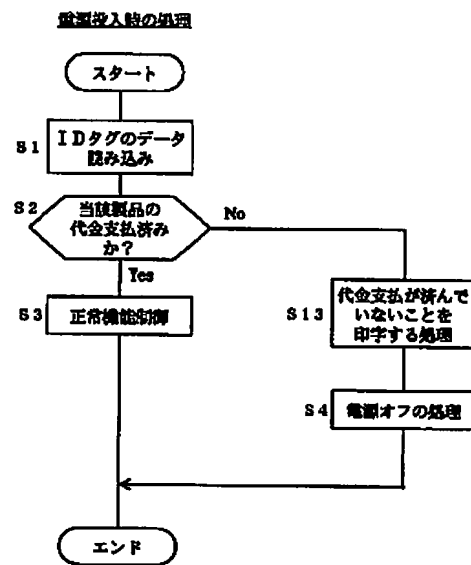 電源投入時の処理
スタート
S1
IDタグのデータ
読み込み
S2
当該製品の
代金支払済み
か?
No
Yes
S3
正常機能制御
S13
代金支払が済んで
いないことを
印字する処理
S4
電源オフの処理
エンド